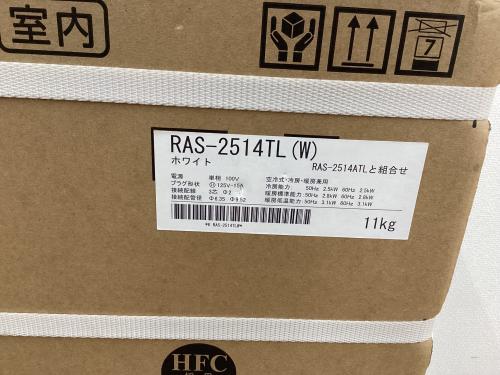 室内
7
RAS-2514TL(W)
ホワイト RAS-2514ATLと組合せ
電源 単相 100V 空冷式・冷房・暖房兼用
プラグ形状 125V-15A 冷房能力: 50Hz 2.5kW 60Hz 2.5kW
接続配線 3芯 Φ2 暖房標準能力:50Hz 2.8kW 60Hz 2.8kW
接続配管径 Φ6.35 Φ9.52 暖房低温能力:50Hz 3.1kW 60Hz 3.1kW
11kg
HFC